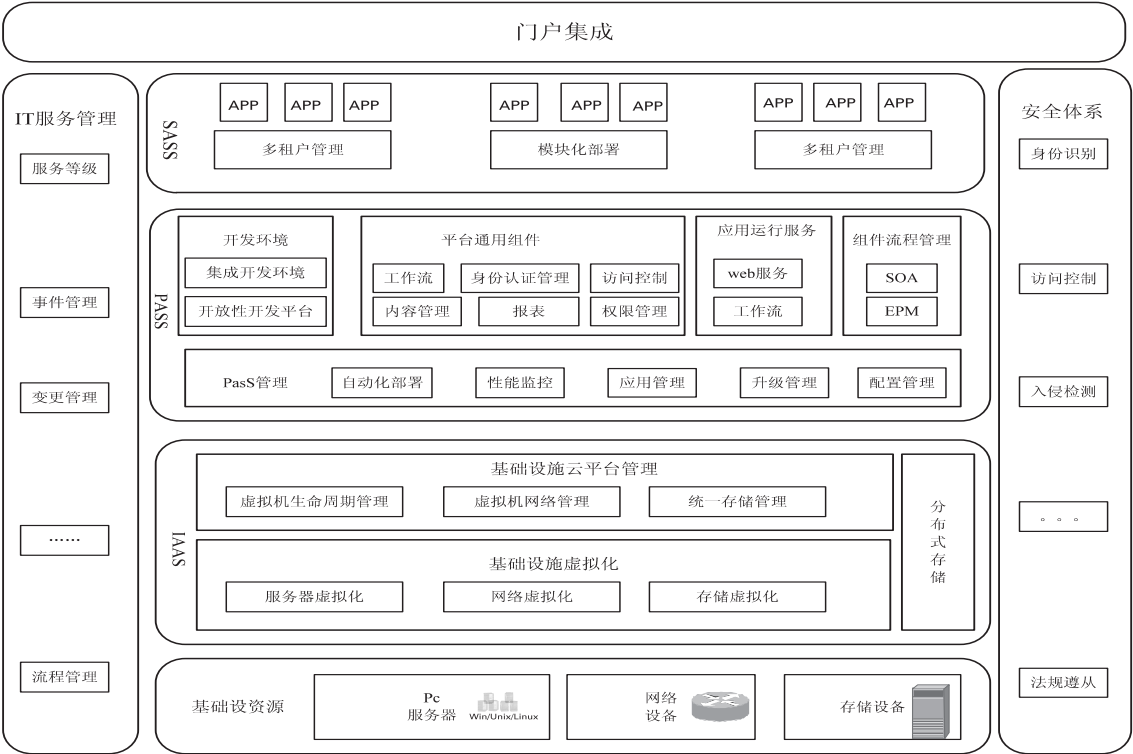 门户集成
IT服务管理
服务等级
事件管理
变更管理
......
流程管理
SASS
APP
APP
APP
多租户管理
APP
APP
APP
模块化部署
APP
APP
APP
多租户管理
PASS
开发环境
集成开发环境
开放性开发平台
平台通用组件
工作流
身份认证管理
访问控制
内容管理
报表
权限管理
应用运行服务
web服务
工作流
组件流程管理
SOA
EPM
PasS管理
自动化部署
性能监控
应用管理
升级管理
配置管理
IAAS
基础设施云平台管理
虚拟机生命周期管理
虚拟机网络管理
统一存储管理
基础设施虚拟化
服务器虚拟化
网络虚拟化
存储虚拟化
分布式存储
基础设资源
Pc
服务器
Win/Unix/Linux
网络
设备
存储设备
安全体系
身份识别
访问控制
入侵检测
。。。
法规遵从